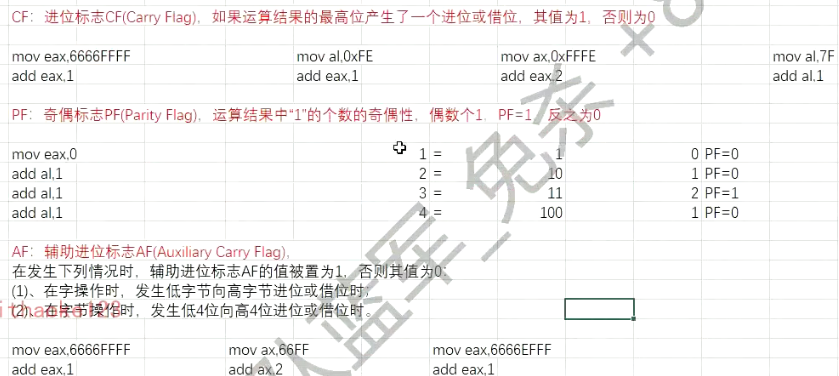 CF：进位标志CF(Carry Flag)，如果运算结果的最高位产生了一个进位或借位，其值为1，否则为0
mov eax,6666FFFF mov al,0xFE mov ax,0xFFFE mov al,7F
add eax,1 add eax,1 add eax,2 add al,1
PF：奇偶标志PF(Parity Flag)，运算结果中“1”的个数的奇偶性，偶数个1，PF=1，反之为0
mov eax,0 1 = 1 0 PF=0
add al,1 2 = 10 1 PF=0
add al,1 3 = 11 2 PF=1
add al,1 4 = 100 1 PF=0
AF：辅助进位标志AF(Auxiliary Carry Flag)，
在发生下列情况时，辅助进位标志AF的值被置为1，否则其值为0：
(1)、在字操作时，发生低字节向高字节进位或借位时；
(2)、在字节操作时，发生低4位向高4位进位或借位时。
mov eax,6666FFFF mov ax,66FF mov eax,6666EFFF
add eax,1 add ax,2 add eax,1
蓝军_免杀